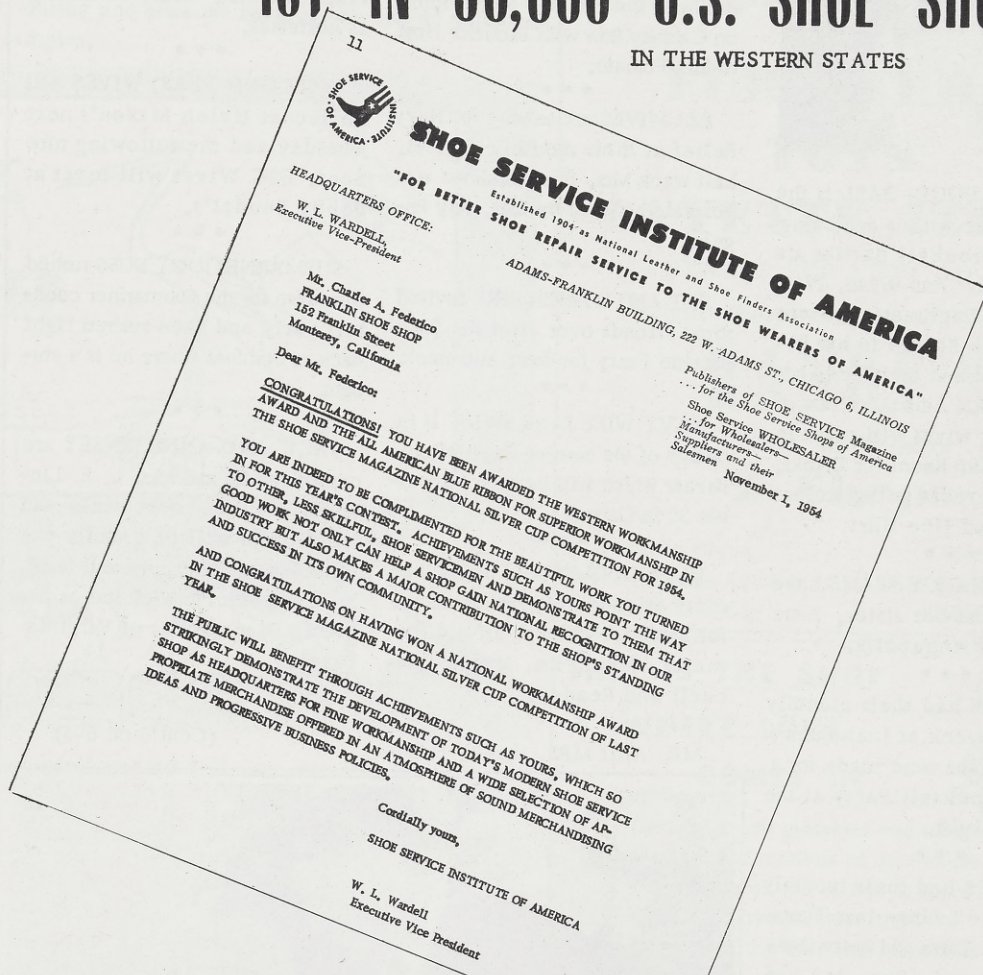 1ST IN 60,000 U.S. SHOE
IN THE WESTERN STATES
11
SHOE SERVICE INSTITUTE OF AMERICA
SHOE SERVICE INSTITUTE OF AMERICA
Established 1904 as National Leather and Shoe Finders Association
"FOR BETTER SHOE REPAIR SERVICE TO THE SHOE WEARERS OF AMERICA"
ADAMS-FRANKLIN BUILDING, 222 W. ADAMS ST., CHICAGO 6, ILLINOIS
HEADQUARTERS OFFICE:
W. L. WARDELL,
Executive Vice-President
Publishers of SHOE SERVICE Magazine
...for the Shoe Service Shops of America
Shoe Service WHOLESALER
...for Wholesalers—
Manufacturers—
Suppliers and their
Salesmen
November 1, 1954
Mr. Charles A. Federico
FRANKLIN SHOE SHOP
152 Franklin Street
Monterey, California
Dear Mr. Federico:
CONGRATULATIONS! YOU HAVE BEEN AWARDED THE WESTERN WORKMANSHIP
AWARD AND THE ALL AMERICAN BLUE RIBBON FOR SUPERIOR WORKMANSHIP IN
THE SHOE SERVICE MAGAZINE NATIONAL SILVER CUP COMPETITION FOR 1954.
YOU ARE INDEED TO BE COMPLIMENTED FOR THE BEAUTIFUL WORK YOU TURNED
IN FOR THIS YEAR'S CONTEST. ACHIEVEMENTS SUCH AS YOURS POINT THE WAY
TO OTHER, LESS SKILLFUL, SHOE SERVICEMEN AND DEMONSTRATE TO THEM THAT
GOOD WORK NOT ONLY CAN HELP A SHOP GAIN NATIONAL RECOGNITION IN OUR
INDUSTRY BUT ALSO MAKES A MAJOR CONTRIBUTION TO THE SHOP'S STANDING
AND SUCCESS IN ITS OWN COMMUNITY.
AND CONGRATULATIONS ON HAVING WON A NATIONAL WORKMANSHIP AWARD
IN THE SHOE SERVICE MAGAZINE NATIONAL SILVER CUP COMPETITION OF LAST
YEAR.
THE PUBLIC WILL BENEFIT THROUGH ACHIEVEMENTS SUCH AS YOURS, WHICH SO
STRIKINGLY DEMONSTRATE THE DEVELOPMENT OF TODAY'S MODERN SHOE SERVICE
SHOP AS HEADQUARTERS FOR FINE WORKMANSHIP AND A WIDE SELECTION OF AP-
PROPRIATE MERCHANDISE OFFERED IN AN ATMOSPHERE OF SOUND MERCHANDISING
IDEAS AND PROGRESSIVE BUSINESS POLICIES.
Cordially yours,
SHOE SERVICE INSTITUTE OF AMERICA
W. L. Wardell
Executive Vice President